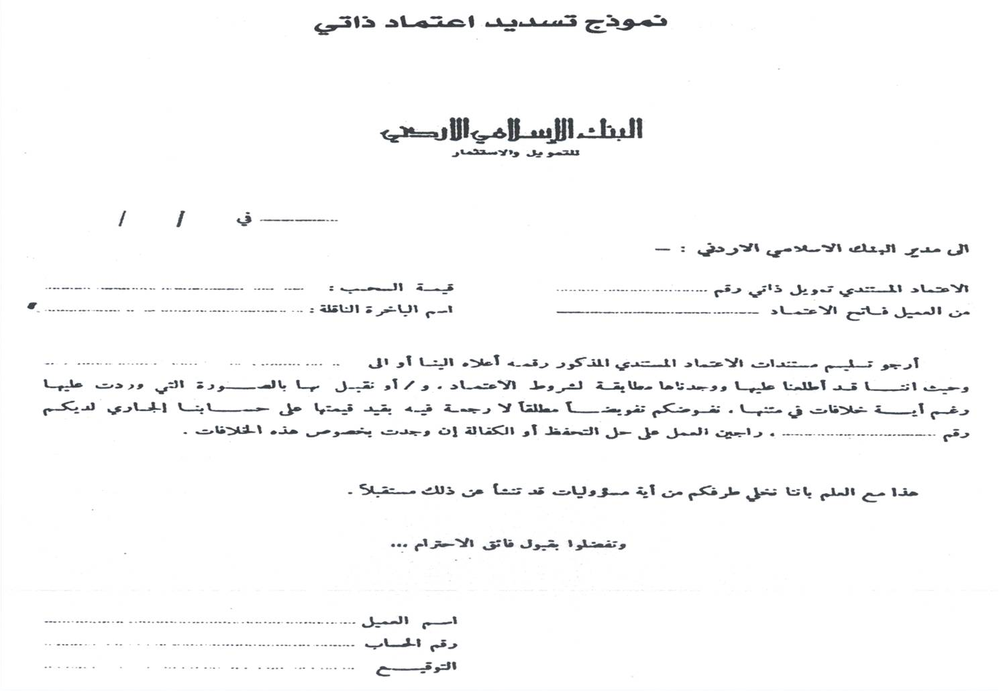 نموذج تسديد اعتماد ذاتي
البنك الإسلامي الأردني
للتمويل والاستثمار
.......... في / /
الى مدير البنك الاسلامي الاردني : —
الاعتماد المستندي تمويل ذاتي رقم .......... قيمة السحب : ..........
من العميل فاتح الاعتماد .......... اسم الباخرة الناقلة : ..........
أرجو تسليم مستندات الاعتماد المستدي المذكور رقمه أعلاه الينا أو الى ..........
وحيث اننا قد أطلعنا عليها ووجدناها مطابقة لشروط الاعتماد ، و / أو نقبل بها بالصورة التي وردت عليها
رغم أية خلافات في متنها ، نفوضكم تفويضاً مطلقاً لا رجعة فيه بقيد قيمتها على حسابنا الجاري لديكم
رقم .......... ، راجين العمل على حل التحفظ أو الكفالة إن وجدت بخصوص هذه الخلافات .
هذا مع العلم باننا نخلي طرفكم من أية مسؤوليات قد تنشأ عن ذلك مستقبلاً .
وتفضلوا بقبول فائق الاحترام ...
اسم العميل ..........
رقم الحساب ..........
التوقيع ..........